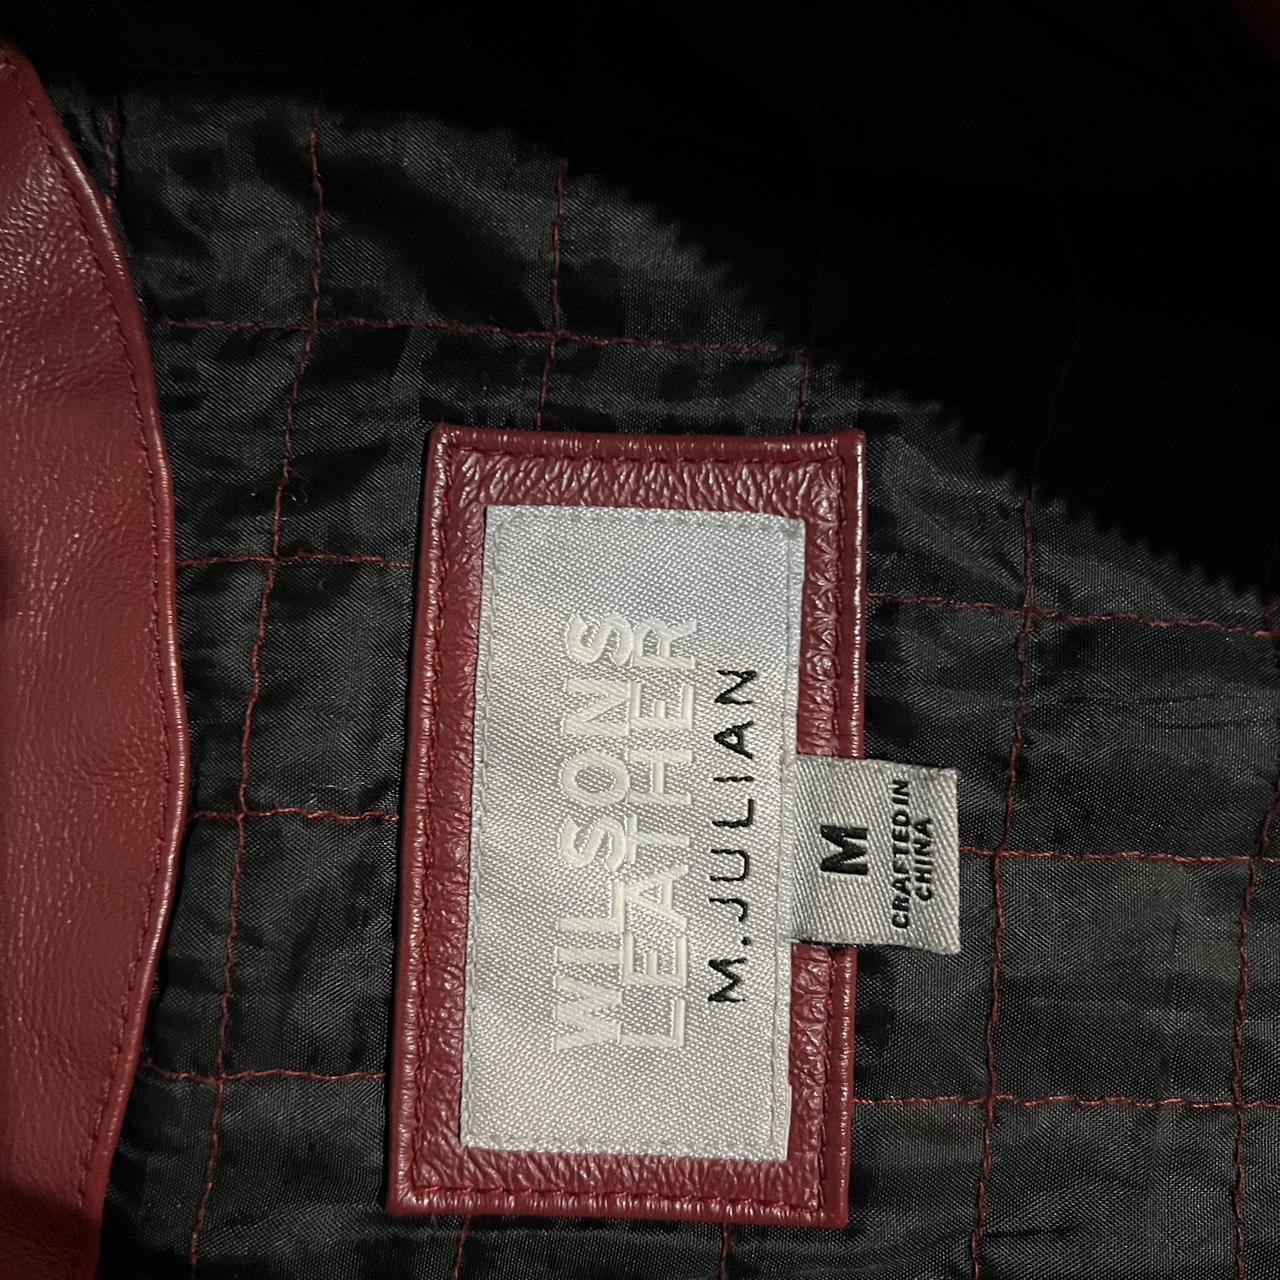 WILSONS
LEATHER
M.JULIAN
M
CRAFTED IN
CHINA